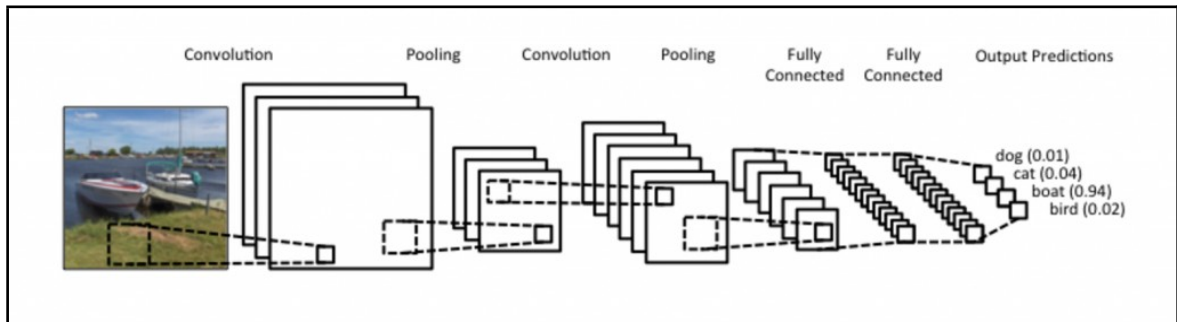 Convolution
Pooling
Convolution
Pooling
Fully
Connected
Fully
Connected
Output Predictions
dog (0.01)
cat (0.04)
boat (0.94)
bird (0.02)